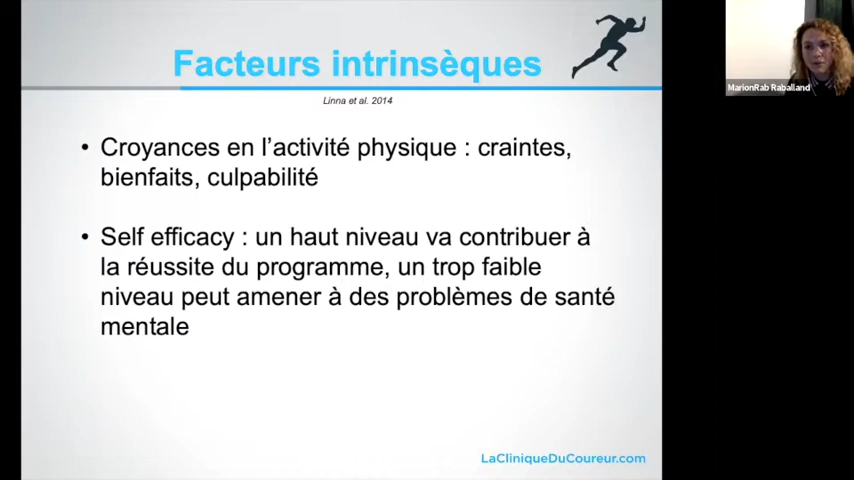 Facteurs intrinsèques
Linna et al. 2014
• Croyances en l'activité physique : craintes,
bienfaits, culpabilité
• Self efficacy : un haut niveau va contribuer à
la réussite du programme, un trop faible
niveau peut amener à des problèmes de santé
mentale
LaCliniqueDuCoureur.com
MarionRab Raballand